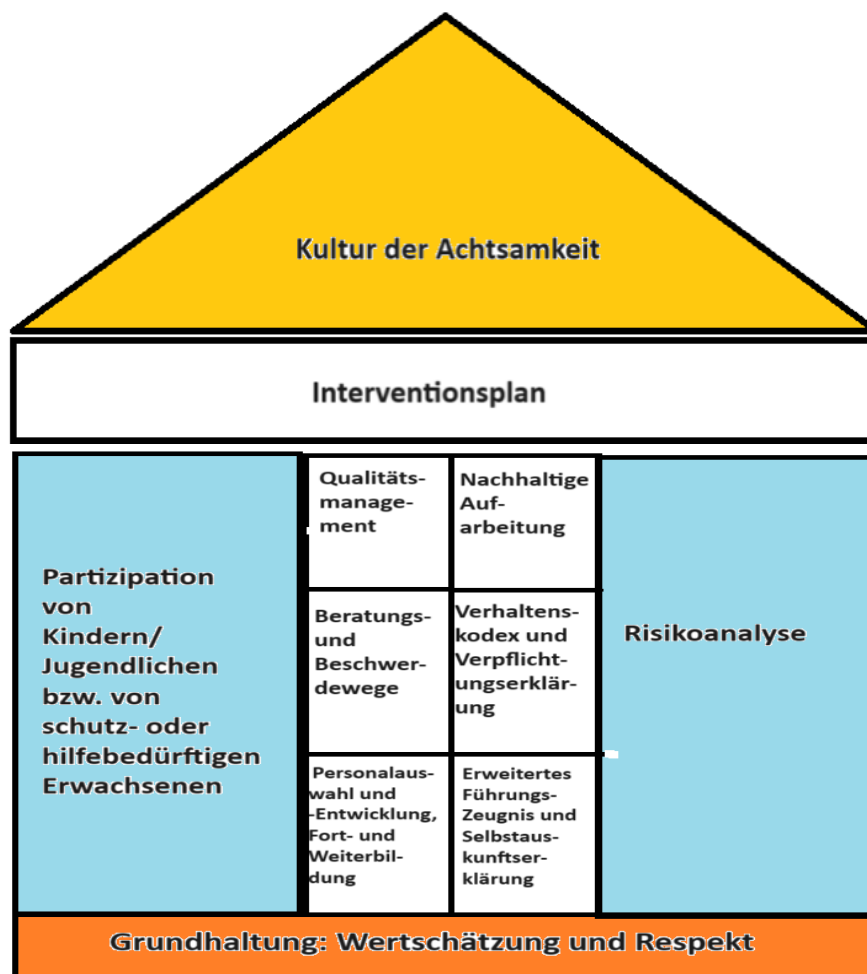 Kultur der Achtsamkeit
Interventionsplan
Partizipation
von
Kindern/
Jugendlichen
bzw. von
schutz- oder
hilfebedürftigen
Erwachsenen
Qualitäts-
manage-
ment
Nachhaltige
Auf-
arbeitung
Beratungs-
und
Beschwer-
dewege
Verhaltens-
kodex und
Verpflicht-
ungserklär-
ung
Personalaus-
wahl und
-Entwicklung,
Fort- und
Weiterbil-
dung
Erweitertes
Führungs-
Zeugnis und
Selbstaus-
kunftser-
klärung
Risikoanalyse
Grundhaltung: Wertschätzung und Respekt